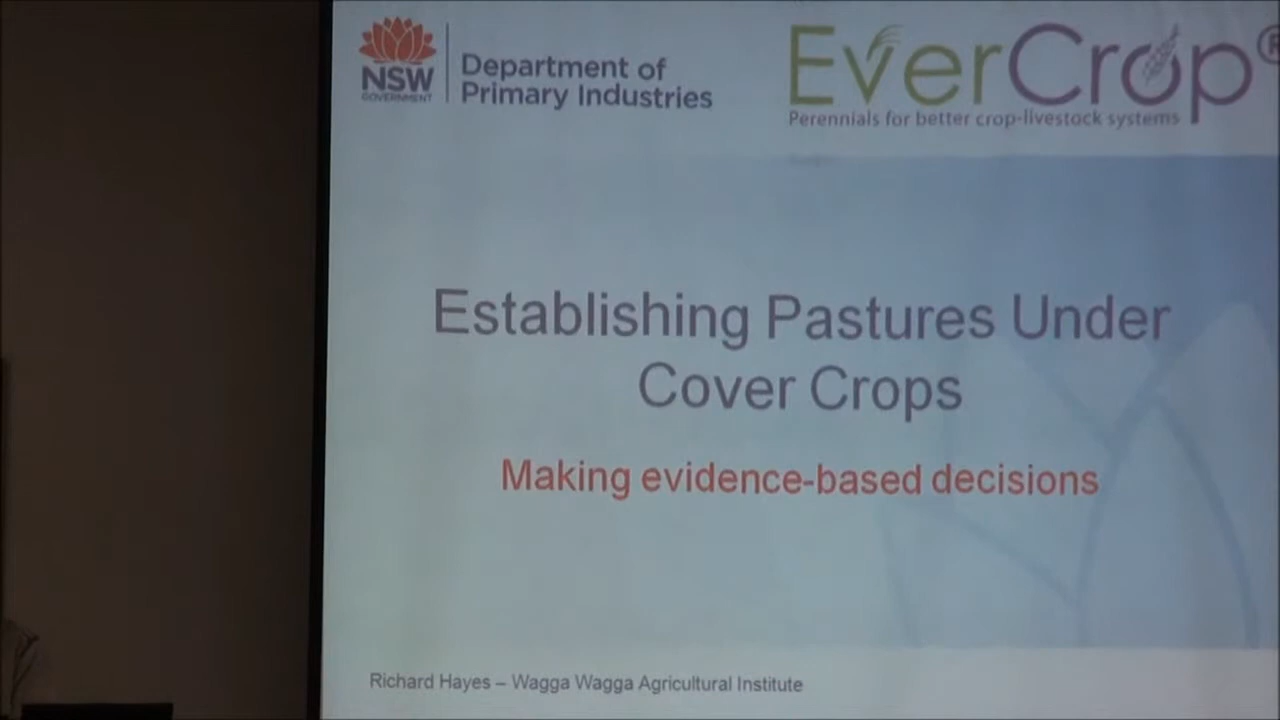 NSW
GOVERNMENT
Department of
Primary Industries
EverCrop®
Perennials for better crop-livestock systems
Establishing Pastures Under
Cover Crops
Making evidence-based decisions
Richard Hayes – Wagga Wagga Agricultural Institute